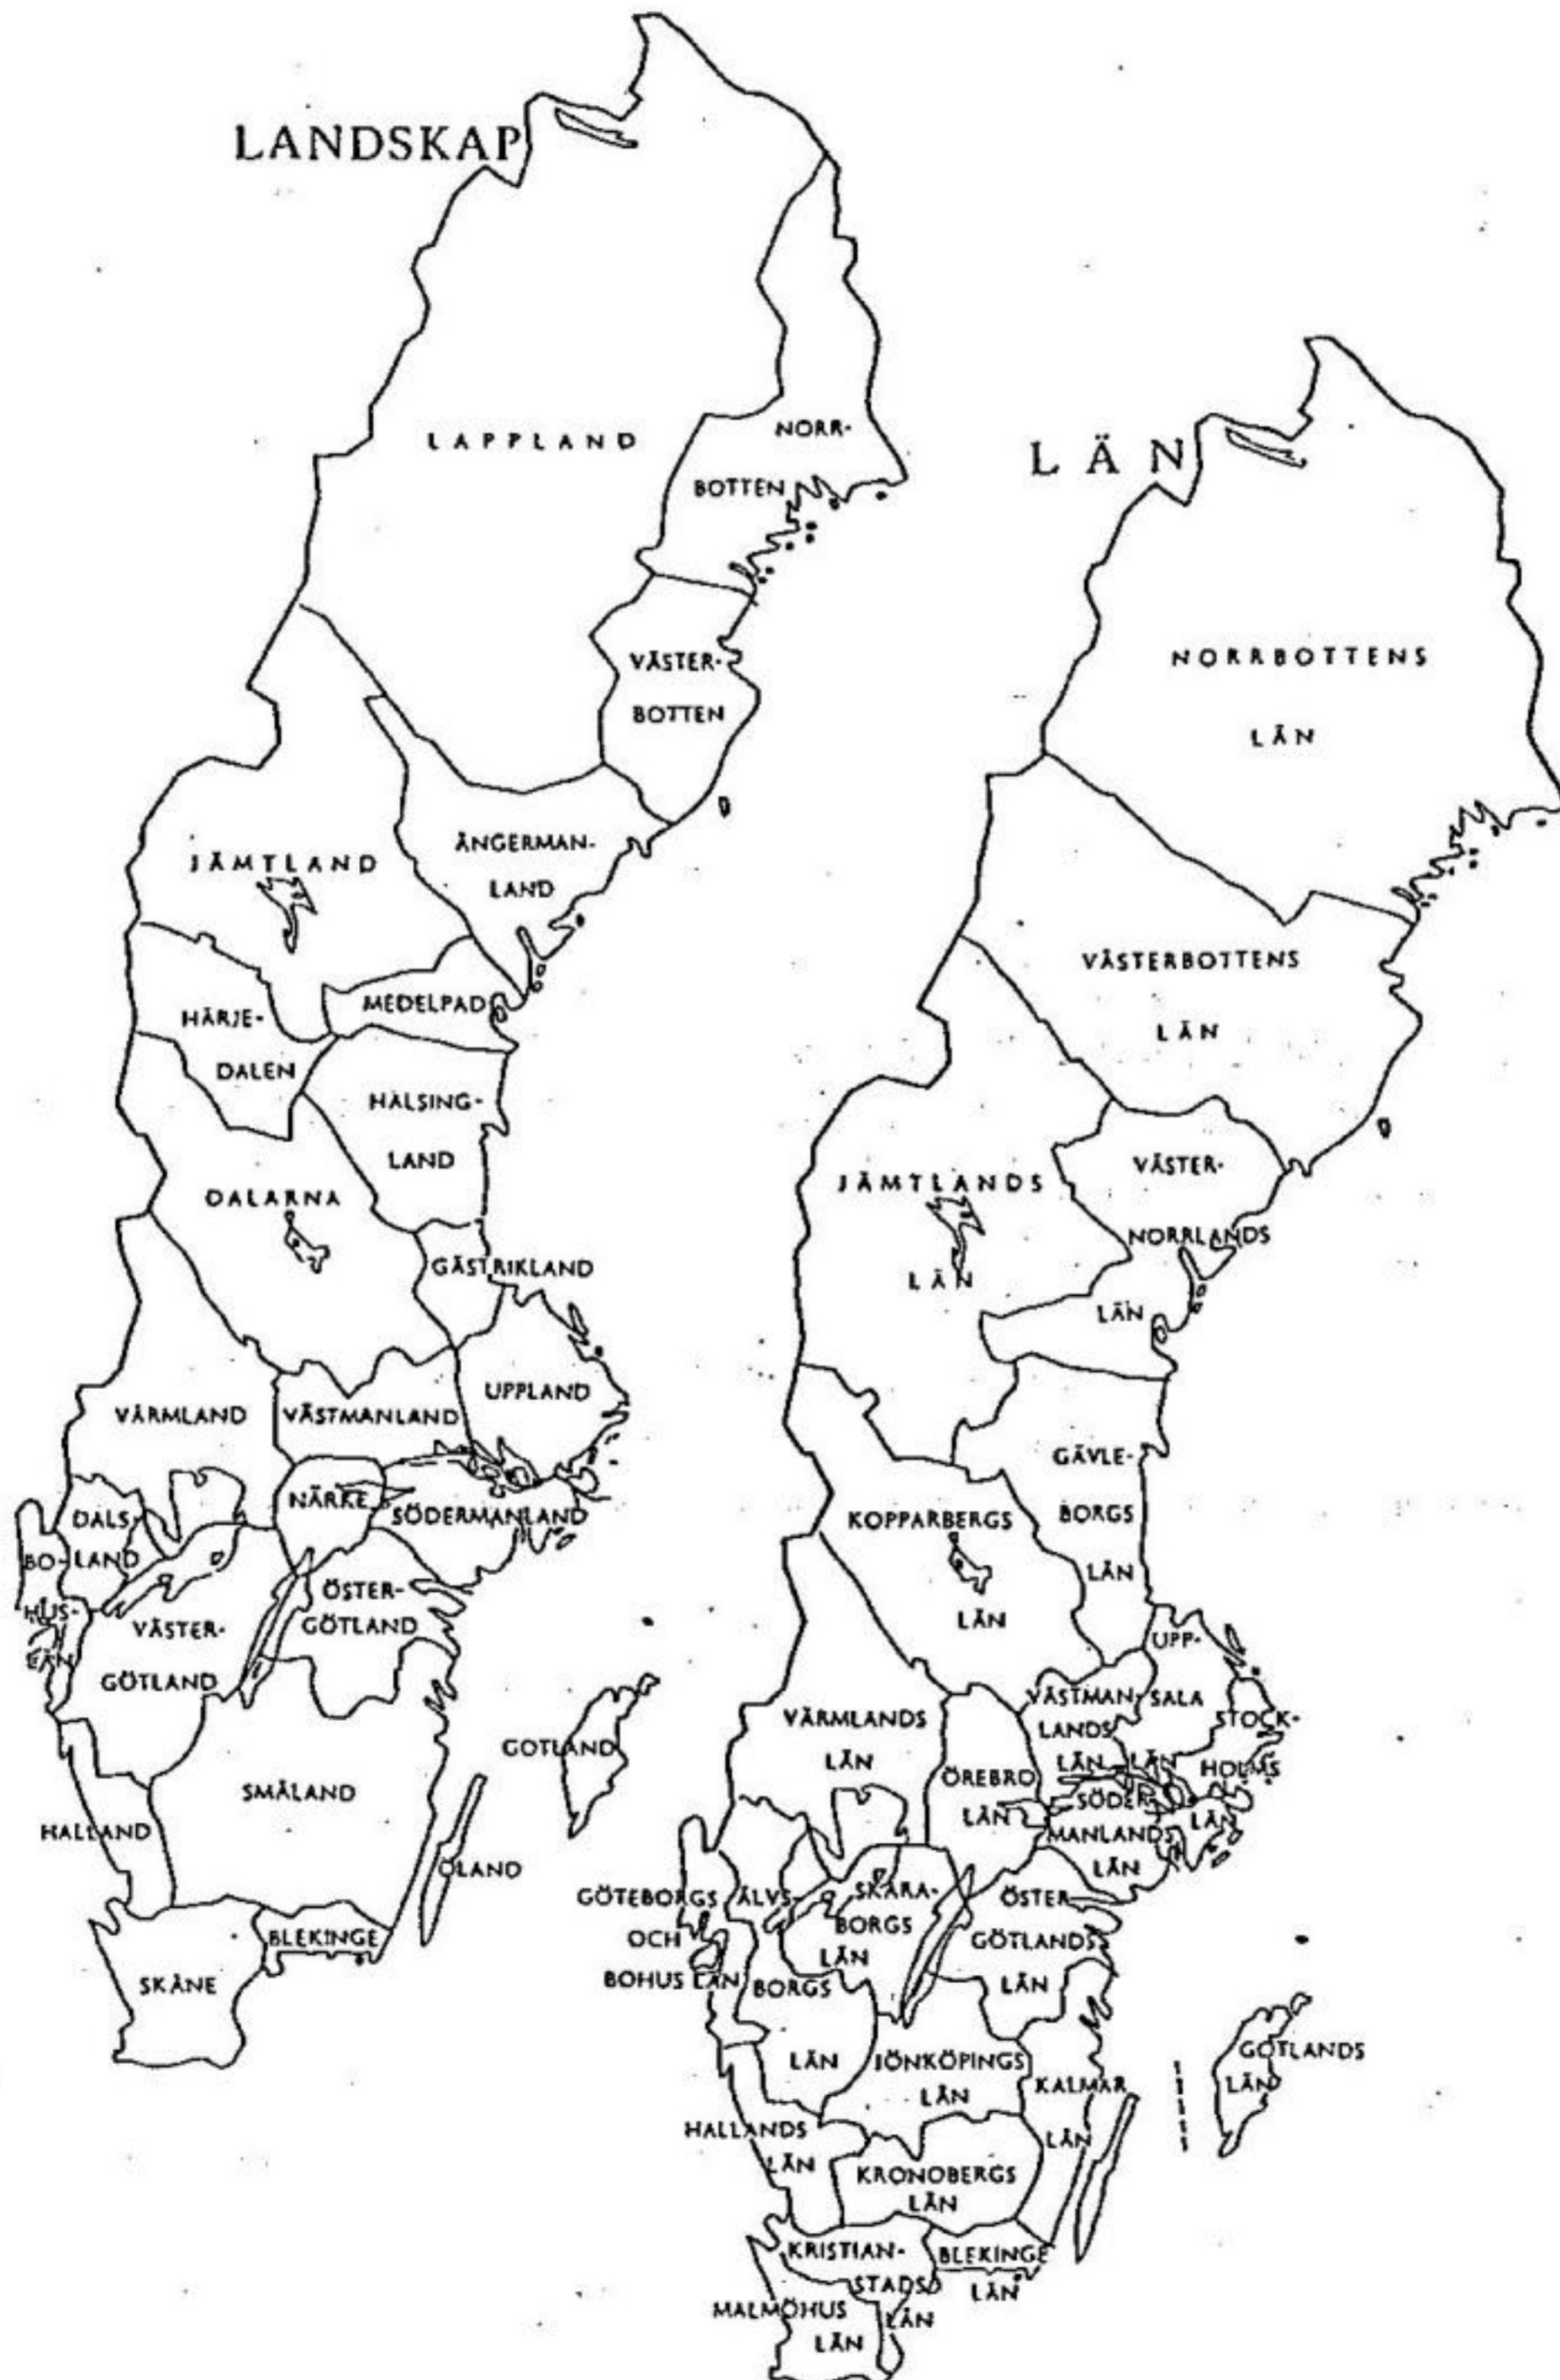 LANDSKAP
LAPPLAND
NORR-
BOTTEN
VÄSTER-
BOTTEN
ÅNGERMAN-
LAND
JÄMTLAND
MEDELPAD
HÄRJE-
DALEN
HÄLSING-
LAND
DALARNA
GÄSTRIKLAND
UPPLAND
VÄRMLAND
VÄSTMANLAND
NÄRKE
SÖDERMANLAND
DALS-
LAND
BO-
HUS-
LÄN
ÖSTER-
GÖTLAND
VÄSTER-
GÖTLAND
GOTLAND
SMÅLAND
HALLAND
ÖLAND
BLEKINGE
SKÅNE
LÄN
NORRBOTTENS
LÄN
VÄSTERBOTTENS
LÄN
VÄSTER-
NORRLANDS
LÄN
JÄMTLANDS
LÄN
GÄVLE-
BORGS
LÄN
KOPPARBERGS
LÄN
UPP-
SALA
LÄN
VÄSTMAN-
LANDS
LÄN
STOCK-
HOLMS
LÄN
VÄRMLANDS
LÄN
ÖREBRO
LÄN
SÖDER-
MANLANDS
LÄN
GÖTEBORGS
OCH
BOHUS LÄN
ÄLVS-
BORGS
LÄN
SKARA-
BORGS
LÄN
ÖSTER-
GÖTLANDS
LÄN
JÖNKÖPINGS
LÄN
KALMAR
LÄN
GOTLANDS
LÄN
HALLANDS
LÄN
KRONOBERGS
LÄN
KRISTIAN-
STADS
LÄN
BLEKINGE
LÄN
MALMÖHUS
LÄN